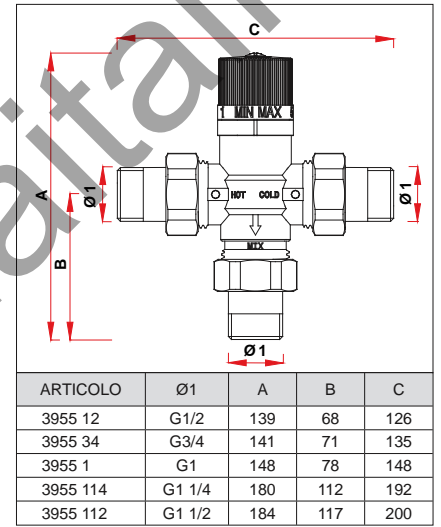 C
1 MIN MAX 5
A
B
Ø 1
Ø 1
HOT COLD
MIX
Ø 1
ARTICOLO Ø1 A B C
3955 12 G1/2 139 68 126
3955 34 G3/4 141 71 135
3955 1 G1 148 78 148
3955 114 G1 1/4 180 112 192
3955 112 G1 1/2 184 117 200